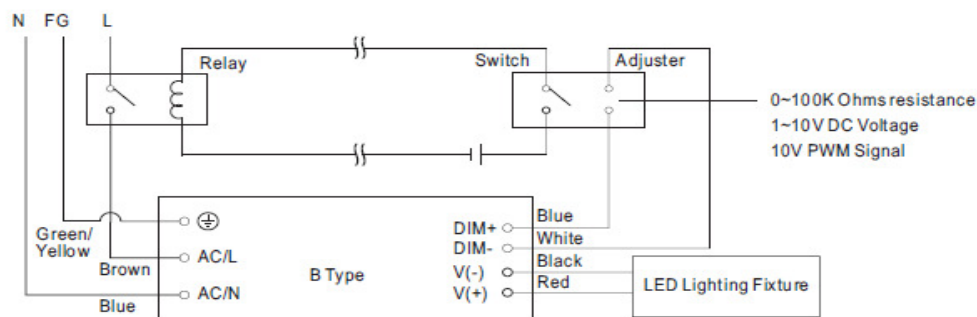 N FG L
Relay
Switch
Adjuster
0~100K Ohms resistance
1~10V DC Voltage
10V PWM Signal
Green/
Yellow
Brown
Blue
AC/L
AC/N
B Type
DIM+
DIM-
V(-)
V(+)
Blue
White
Black
Red
LED Lighting Fixture